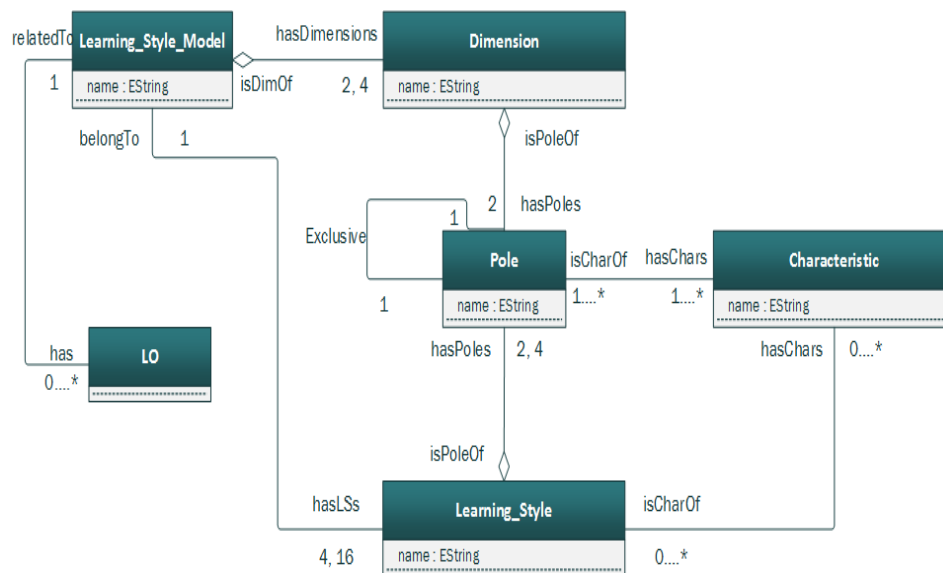 relatedTo
Learning_Style_Model
hasDimensions
Dimension
1
name : EString
isDimOf
2, 4
name : EString
belongTo
1
isPoleOf
Exclusive
1
2
hasPoles
Pole
isCharOf
hasChars
Characteristic
1
name : EString
1....*
1....*
name : EString
has
LO
hasPoles
2, 4
hasChars
0....*
0....*
isPoleOf
hasLSs
Learning_Style
isCharOf
4, 16
name : EString
0...*